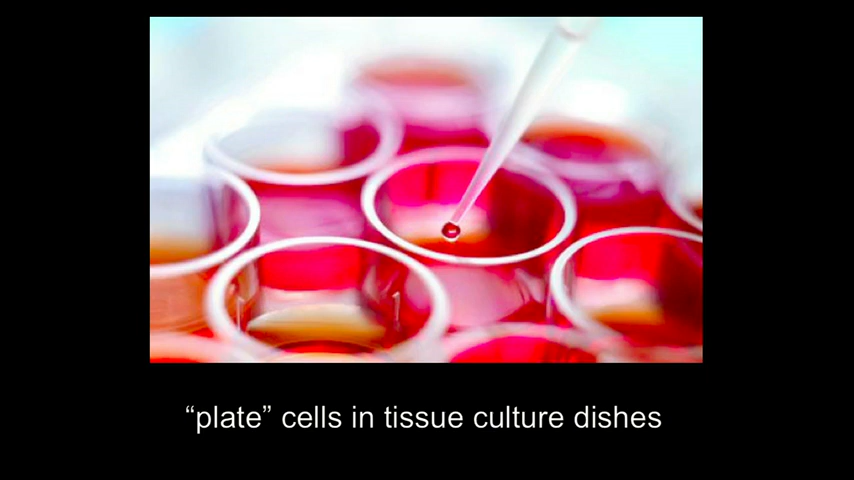 “plate” cells in tissue culture dishes